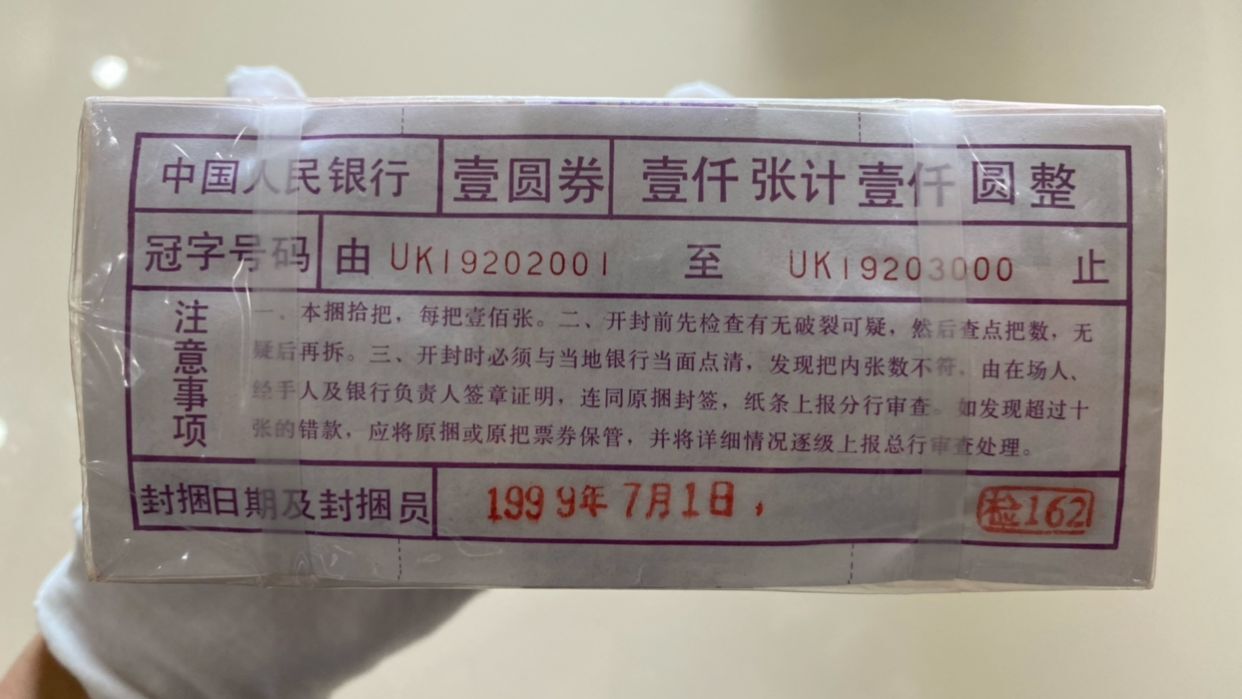 中国人民银行 壹圆券 壹仟张计壹仟圆整
冠字号码 由 UK19202001 至 UK19203000 止
注意事项
一、本捆拾把，每把壹佰张。二、开封前先检查有无破裂可疑，然后查点把数，无
疑后再拆。三、开封时必须与当地银行当面点清，发现把内张数不符，由在场人、
经手人及银行负责人签章证明，连同原捆封签，纸条上报分行审查。如发现超过十
张的错款，应将原捆或原把票券保管，并将详细情况逐级上报总行审查处理。
封捆日期及封捆员 1999年7月1日， 检162